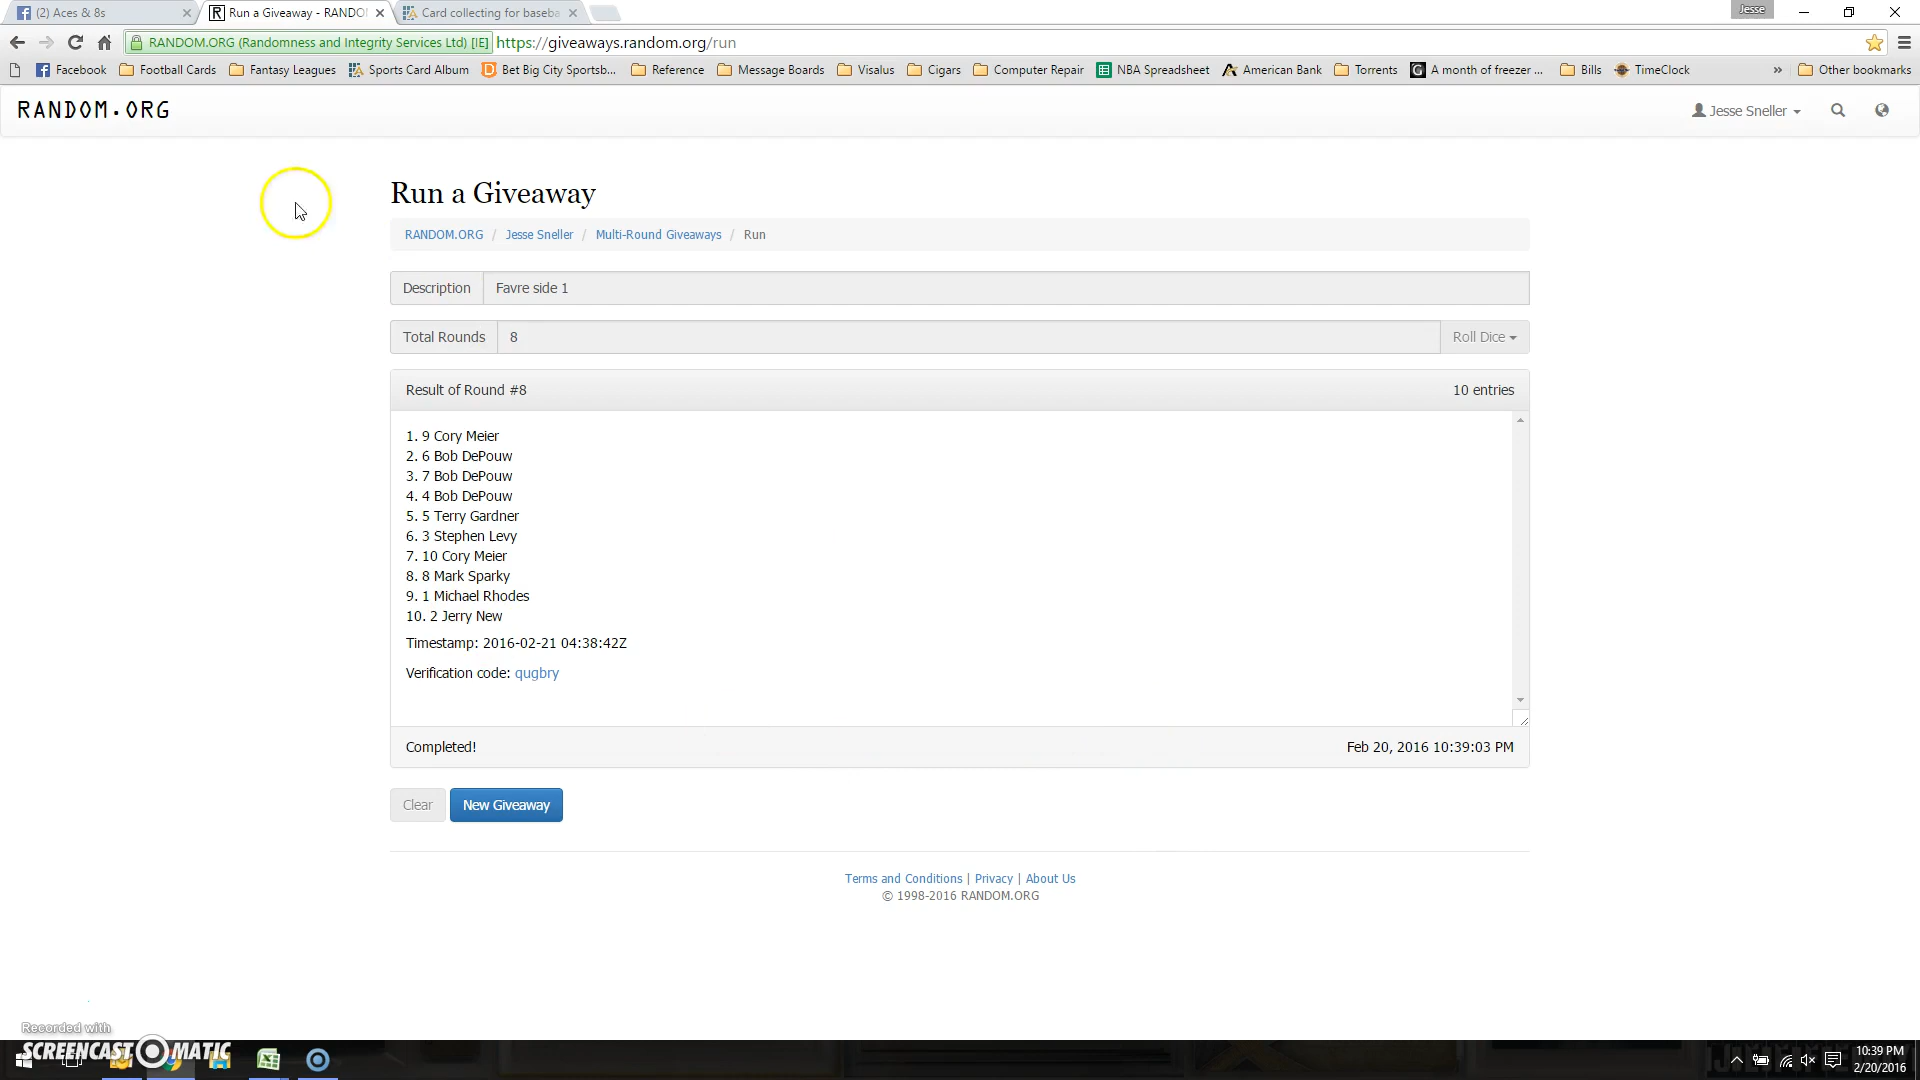 (2) Aces & 8s
Run a Giveaway - RANDO
Card collecting for baseba
Jesse
RANDOM.ORG (Randomness and Integrity Services Ltd) [IE] https://giveaways.random.org/run
Facebook Football Cards Fantasy Leagues Sports Card Album Bet Big City Sportsb... Reference Message Boards Visalus Cigars Computer Repair NBA Spreadsheet American Bank Torrents A month of freezer ... Bills TimeClock » Other bookmarks
RANDOM.ORG
Jesse Sneller
Run a Giveaway
RANDOM.ORG / Jesse Sneller / Multi-Round Giveaways / Run
Description Favre side 1
Total Rounds 8 Roll Dice
Result of Round #8 10 entries
1. 9 Cory Meier
2. 6 Bob DePouw
3. 7 Bob DePouw
4. 4 Bob DePouw
5. 5 Terry Gardner
6. 3 Stephen Levy
7. 10 Cory Meier
8. 8 Mark Sparky
9. 1 Michael Rhodes
10. 2 Jerry New
Timestamp: 2016-02-21 04:38:42Z
Verification code: qugbry
Completed! Feb 20, 2016 10:39:03 PM
Clear New Giveaway
Terms and Conditions | Privacy | About Us
© 1998-2016 RANDOM.ORG
Recorded with
SCREENCAST MATIC
10:39 PM
2/20/2016